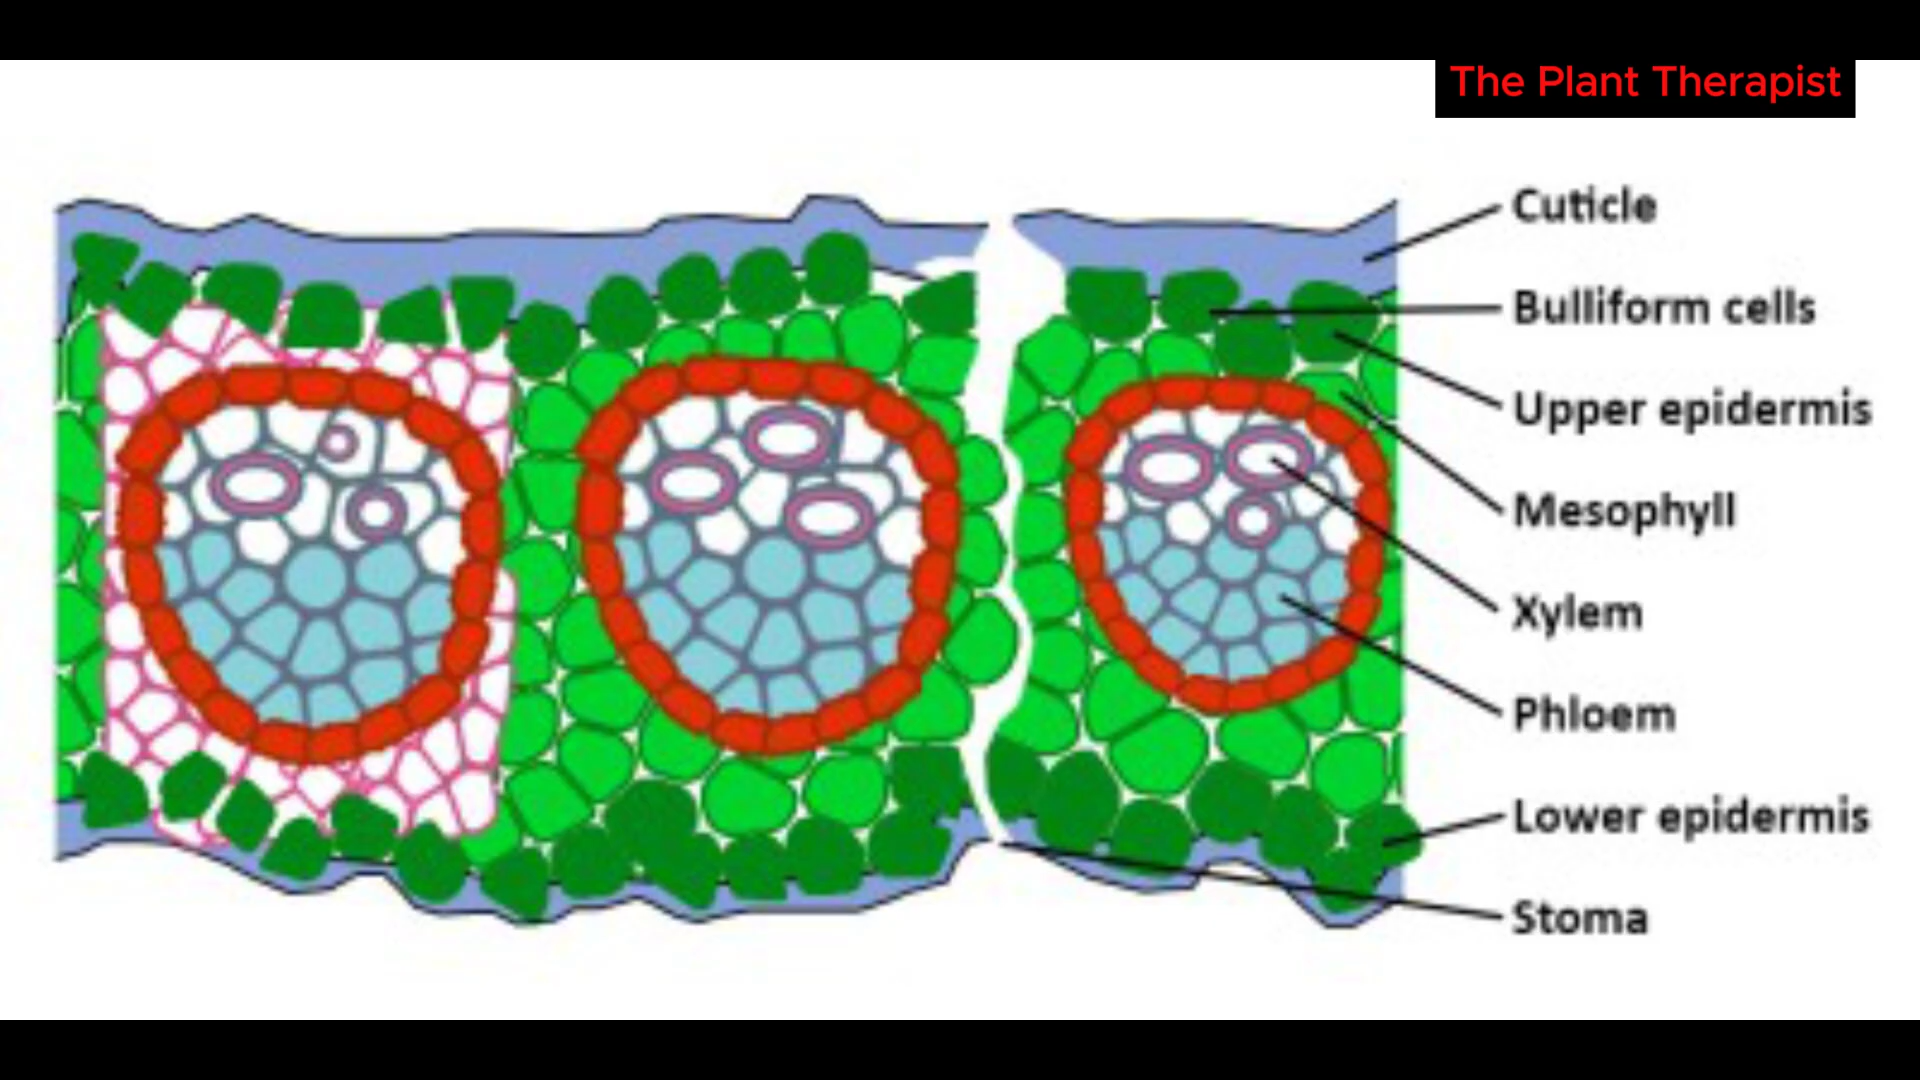 The Plant Therapist
Cuticle
Bulliform cells
Upper epidermis
Mesophyll
Xylem
Phloem
Lower epidermis
Stoma